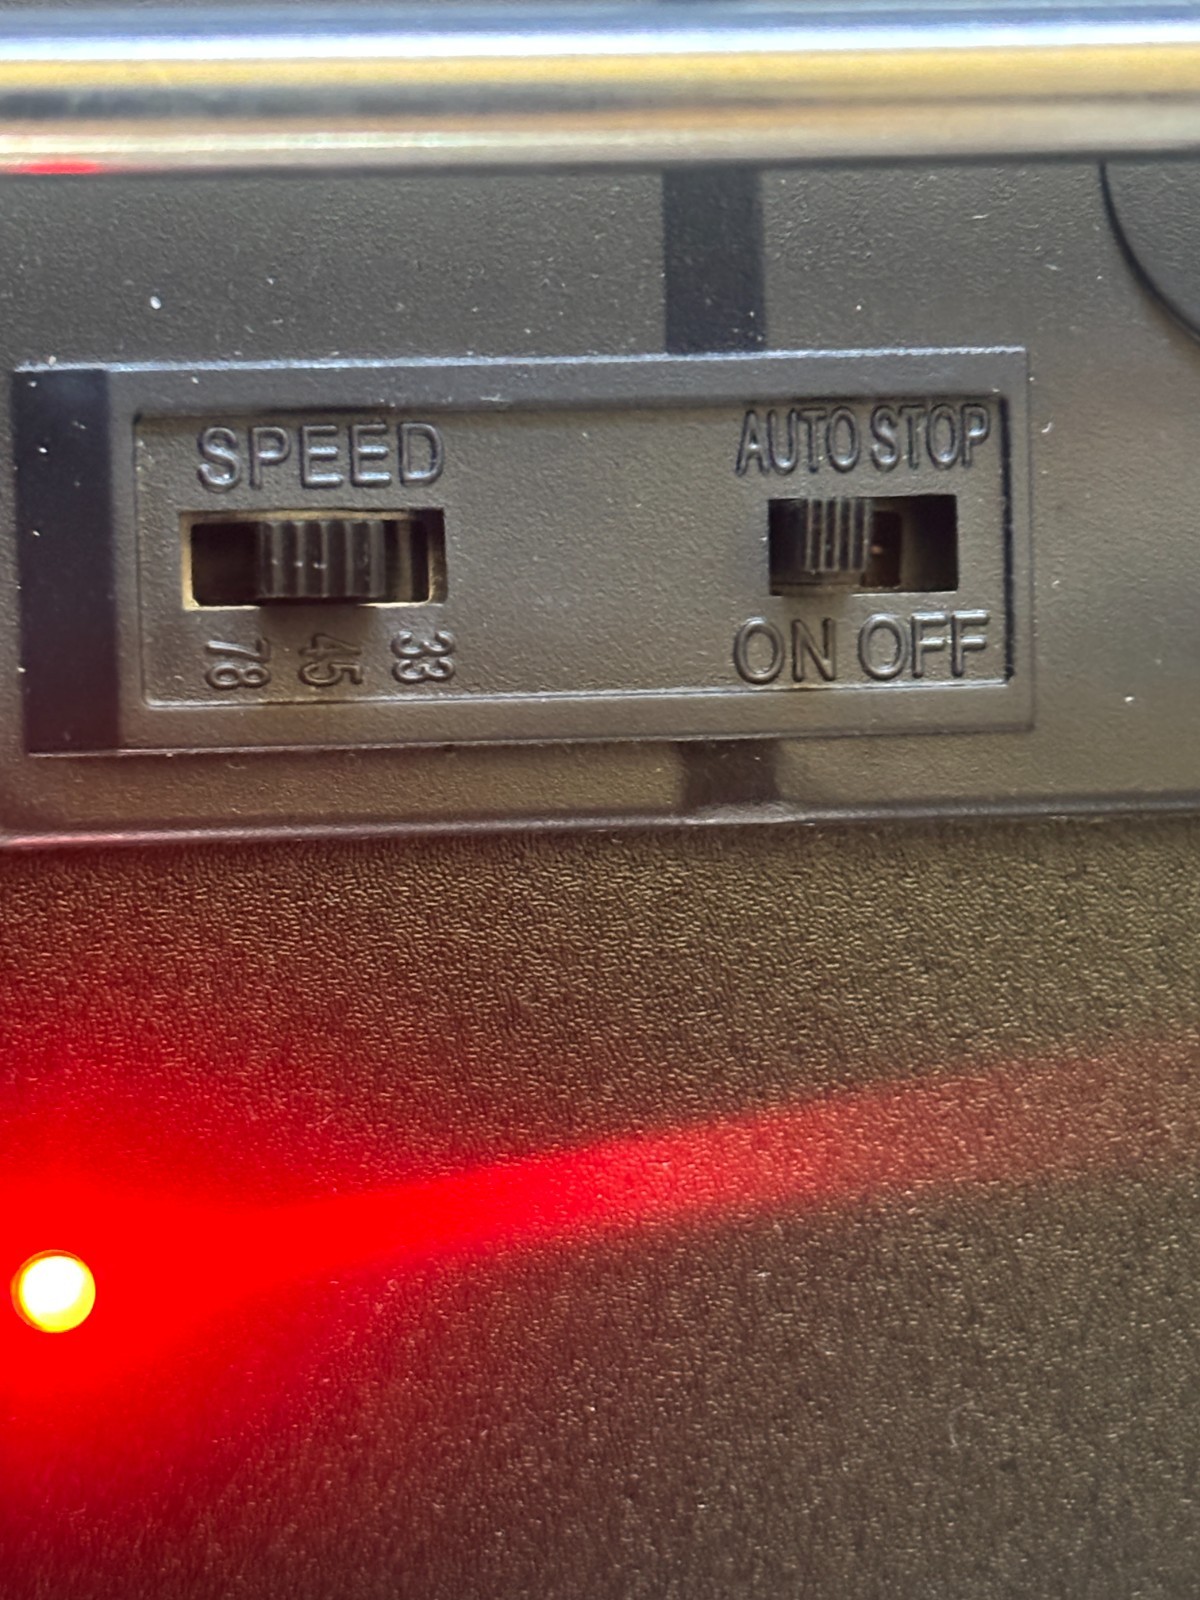 SPEED
78 45 33
AUTO STOP
ON OFF